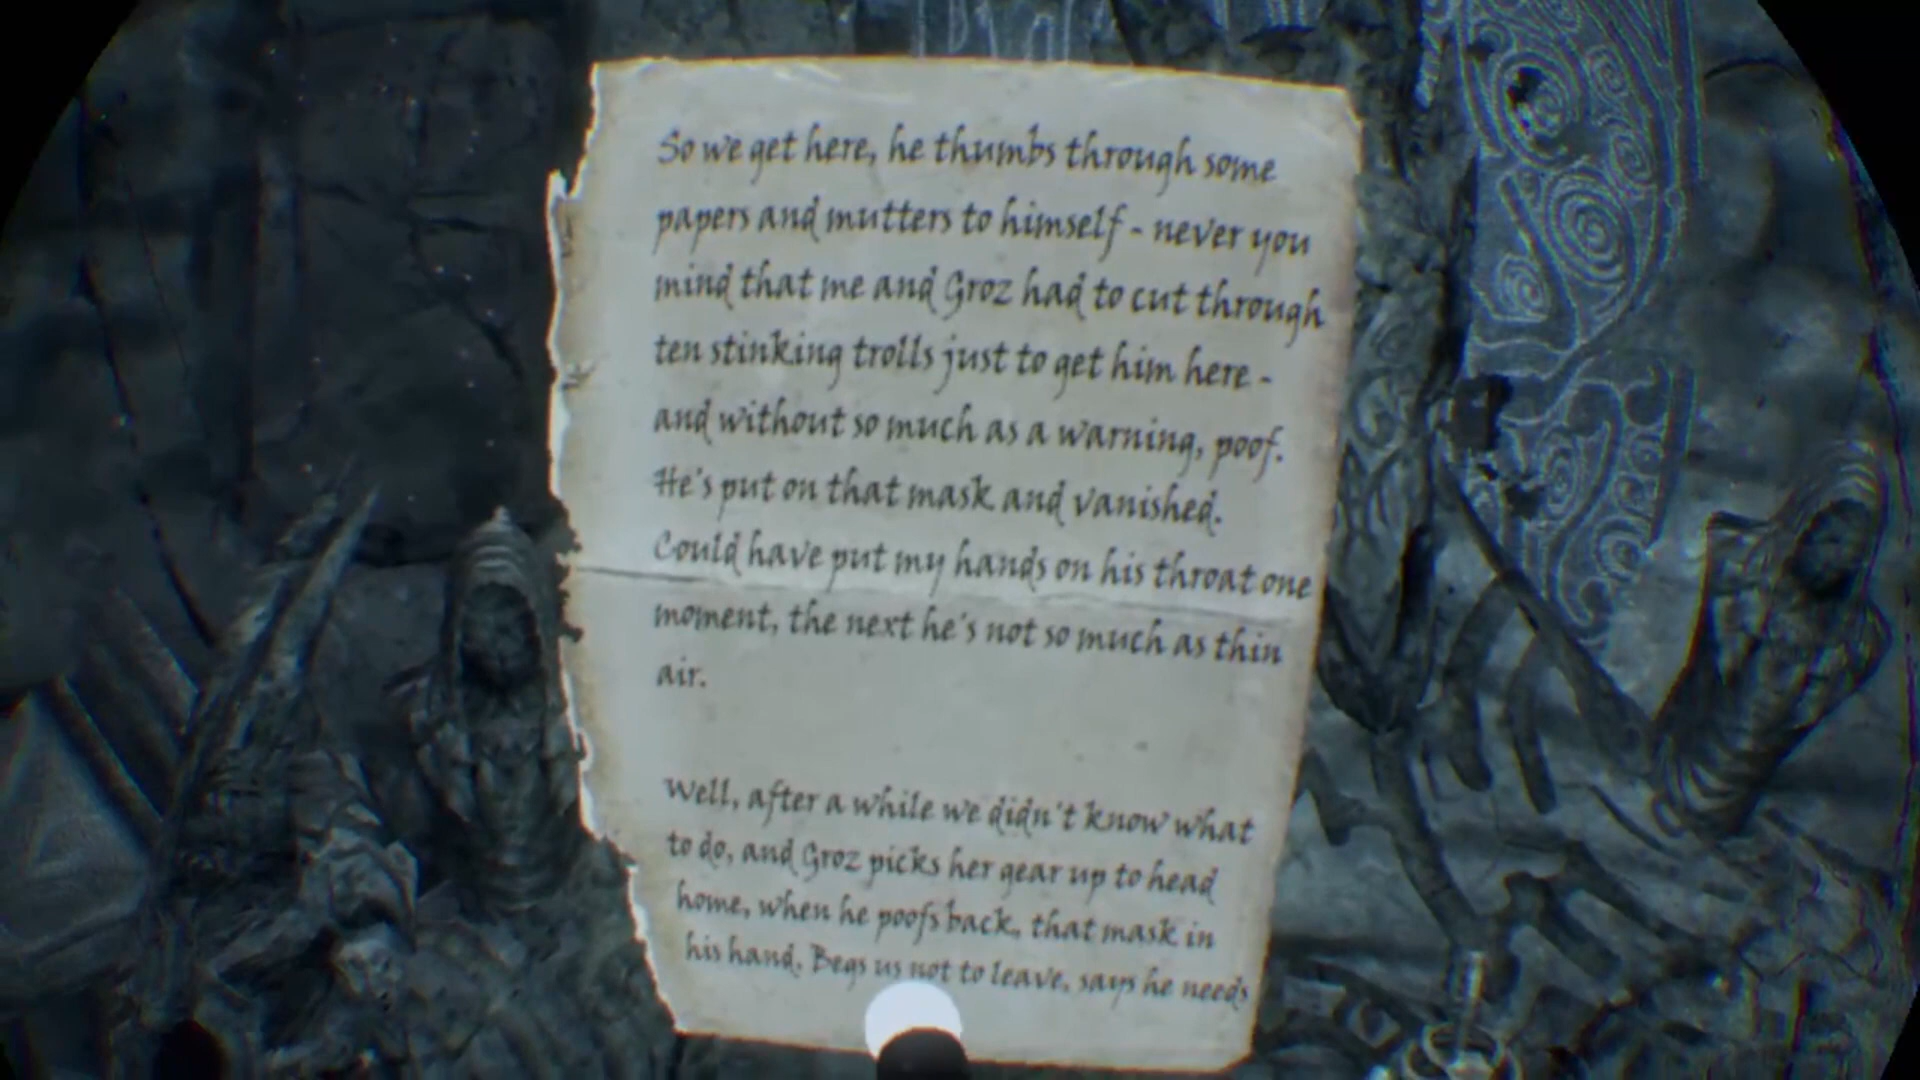 So we get here, he thumbs through some
papers and mutters to himself - never you
mind that me and Groz had to cut through
ten stinking trolls just to get him here -
and without so much as a warning, poof.
He's put on that mask and vanished.
Could have put my hands on his throat one
moment, the next he's not so much as thin
air.
Well, after a while we didn't know what
to do, and Groz picks her gear up to head
home, when he poofs back, that mask in
his hand. Begs us not to leave, says he needs